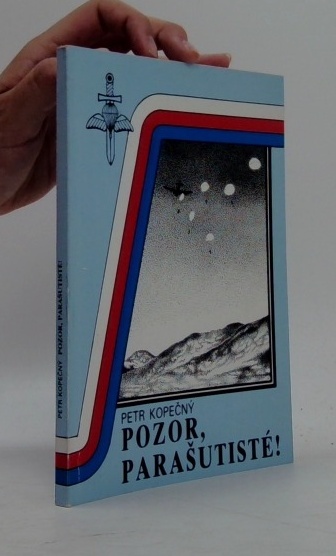 PETR KOPEČNÝ POZOR, PARAŠUTISTÉ!
PETR KOPEČNÝ
POZOR,
PARAŠUTISTÉ!